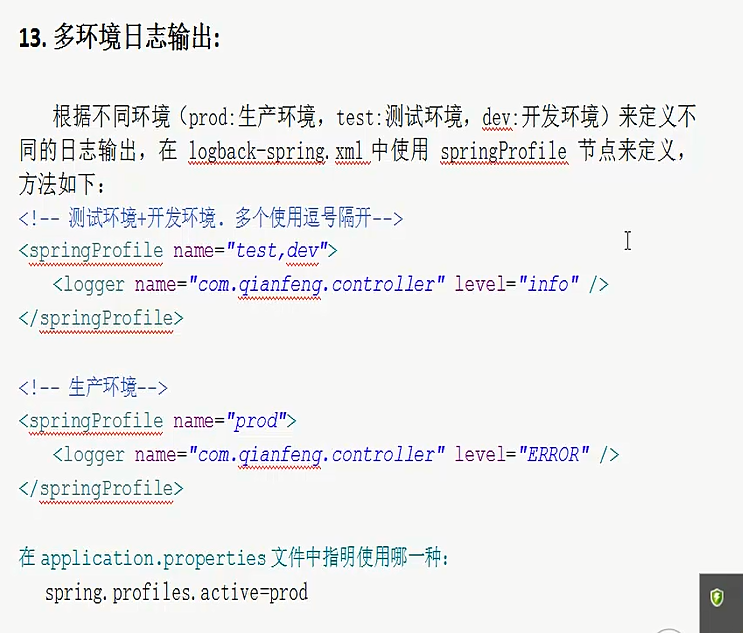 13. 多环境日志输出:
根据不同环境（prod:生产环境，test:测试环境，dev:开发环境）来定义不
同的日志输出，在 logback-spring.xml 中使用 springProfile 节点来定义，
方法如下：
<!-- 测试环境+开发环境. 多个使用逗号隔开-->
<springProfile name="test,dev">
<logger name="com.qianfeng.controller" level="info" />
</springProfile>
<!-- 生产环境-->
<springProfile name="prod">
<logger name="com.qianfeng.controller" level="ERROR" />
</springProfile>
在 application.properties 文件中指明使用哪一种：
spring.profiles.active=prod